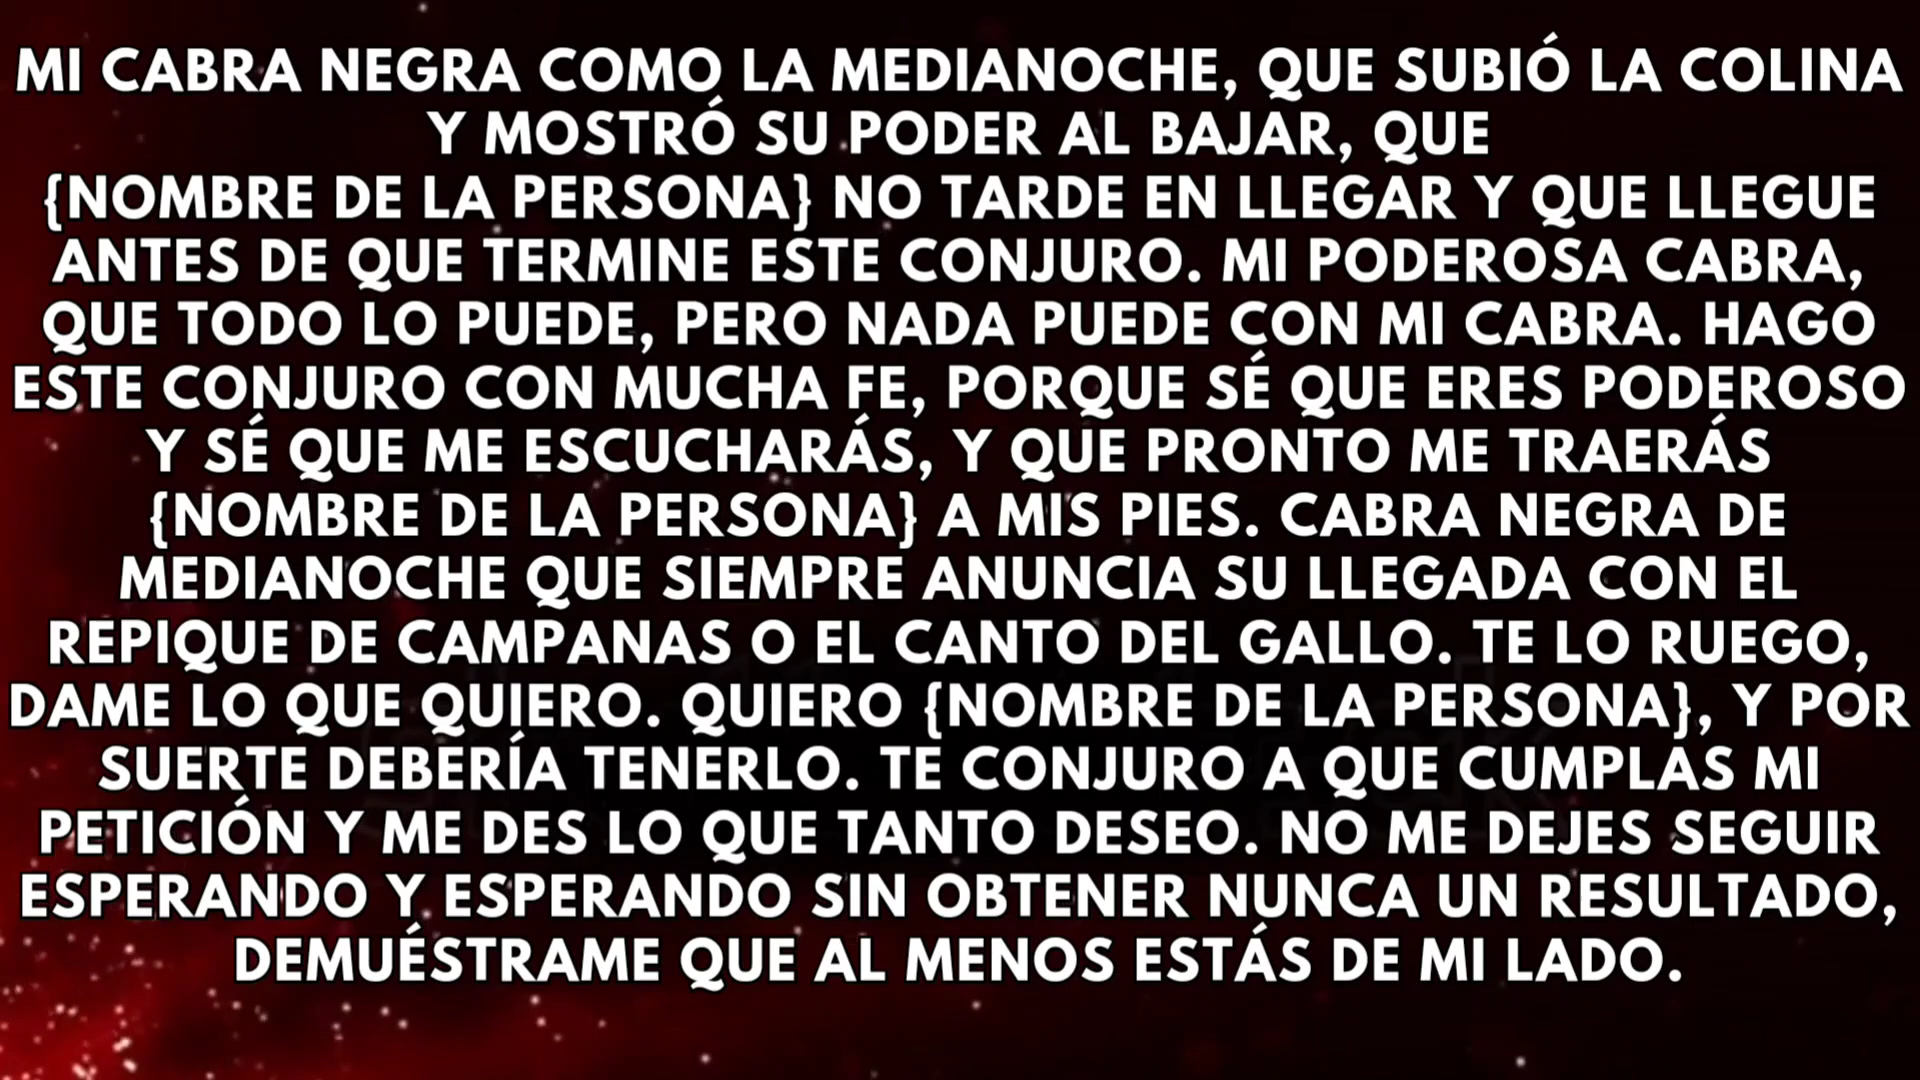 MI CABRA NEGRA COMO LA MEDIANOCHE, QUE SUBIÓ LA COLINA
Y MOSTRÓ SU PODER AL BAJAR, QUE
{NOMBRE DE LA PERSONA} NO TARDE EN LLEGAR Y QUE LLEGUE
ANTES DE QUE TERMINE ESTE CONJURO. MI PODEROSA CABRA,
QUE TODO LO PUEDE, PERO NADA PUEDE CON MI CABRA. HAGO
ESTE CONJURO CON MUCHA FE, PORQUE SÉ QUE ERES PODEROSO
Y SÉ QUE ME ESCUCHARÁS, Y QUE PRONTO ME TRAERÁS
{NOMBRE DE LA PERSONA} A MIS PIES. CABRA NEGRA DE
MEDIANOCHE QUE SIEMPRE ANUNCIA SU LLEGADA CON EL
REPIQUE DE CAMPANAS O EL CANTO DEL GALLO. TE LO RUEGO,
DAME LO QUE QUIERO. QUIERO {NOMBRE DE LA PERSONA}, Y POR
SUERTE DEBERÍA TENERLO. TE CONJURO A QUE CUMPLAS MI
PETICIÓN Y ME DES LO QUE TANTO DESEO. NO ME DEJES SEGUIR
ESPERANDO Y ESPERANDO SIN OBTENER NUNCA UN RESULTADO,
DEMUÉSTRAME QUE AL MENOS ESTÁS DE MI LADO.